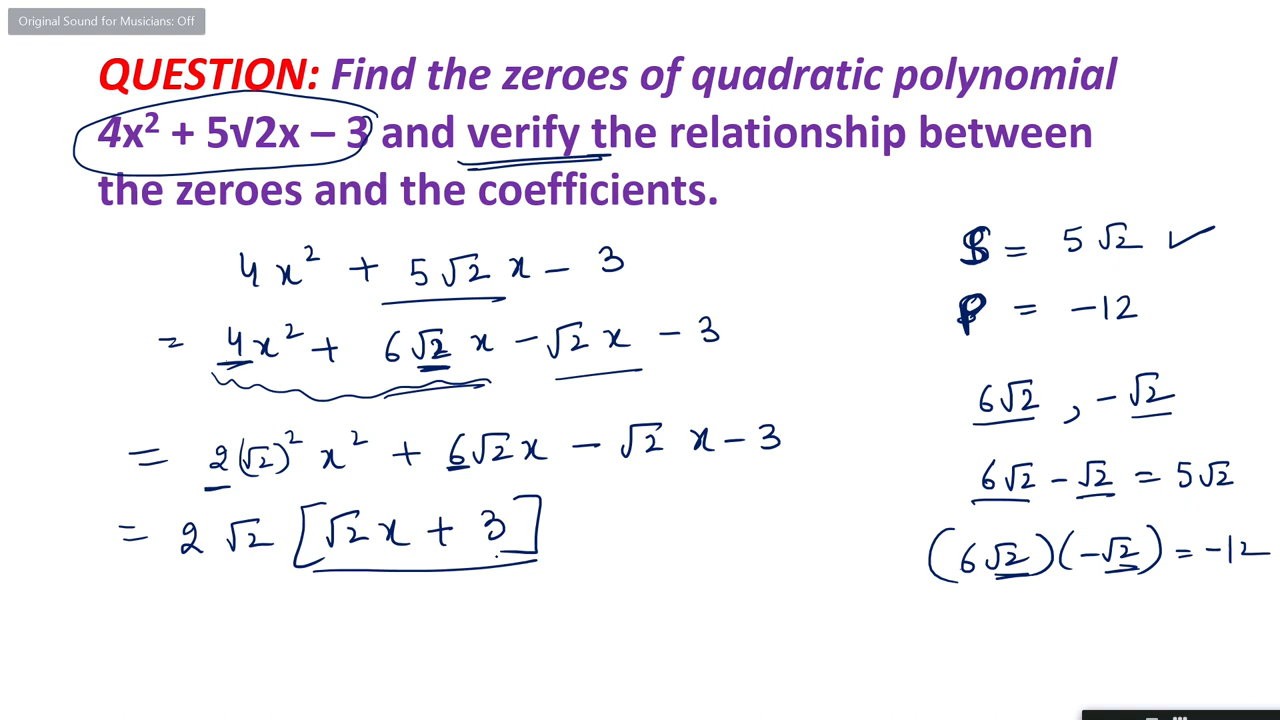 Original Sound for Musicians: Off
QUESTION: Find the zeroes of quadratic polynomial
4x² + 5√2x – 3 and verify the relationship between
the zeroes and the coefficients.
4x² + 5√2 x – 3
= 4x² + 6√2 x – √2 x – 3
= 2(√2)² x² + 6√2x – √2 x – 3
= 2 √2 [√2x + 3]
S = 5√2 ✓
P = –12
6√2 , –√2
6√2 – √2 = 5√2
(6√2)(–√2) = –12